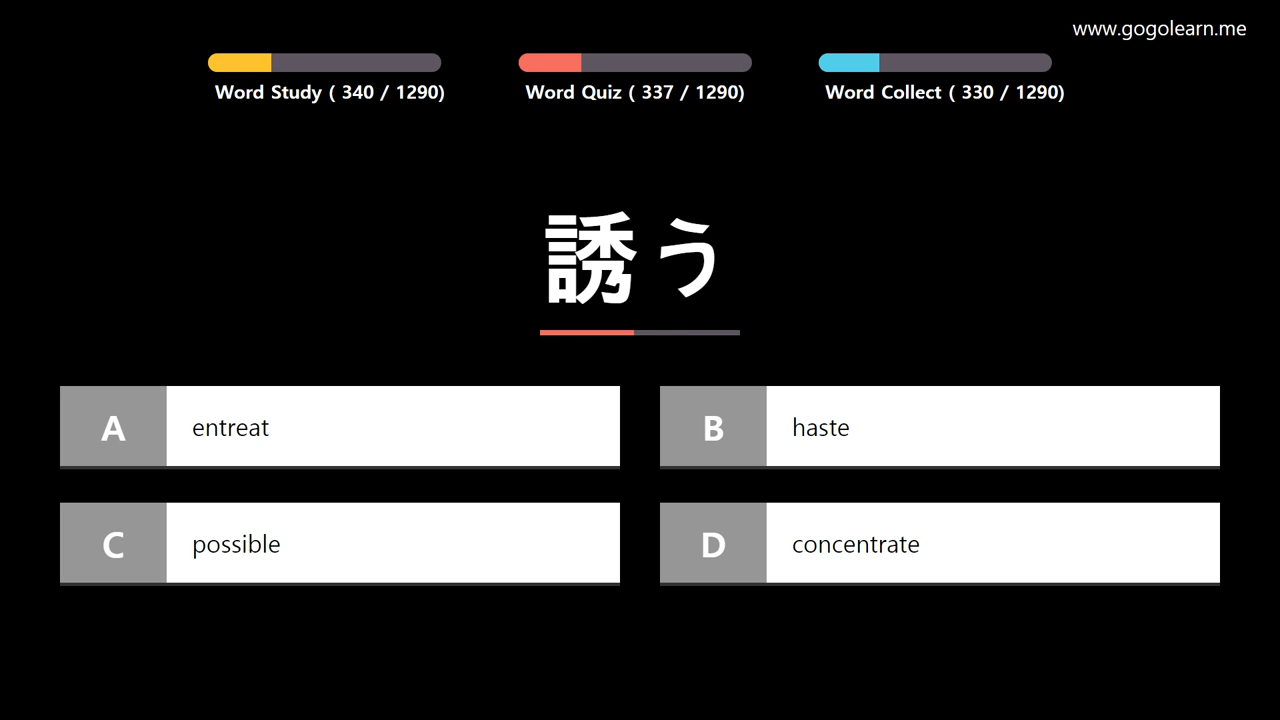 www.gogolearn.me
Word Study ( 340 / 1290)
Word Quiz ( 337 / 1290)
Word Collect ( 330 / 1290)
誘う
A entreat
B haste
C possible
D concentrate